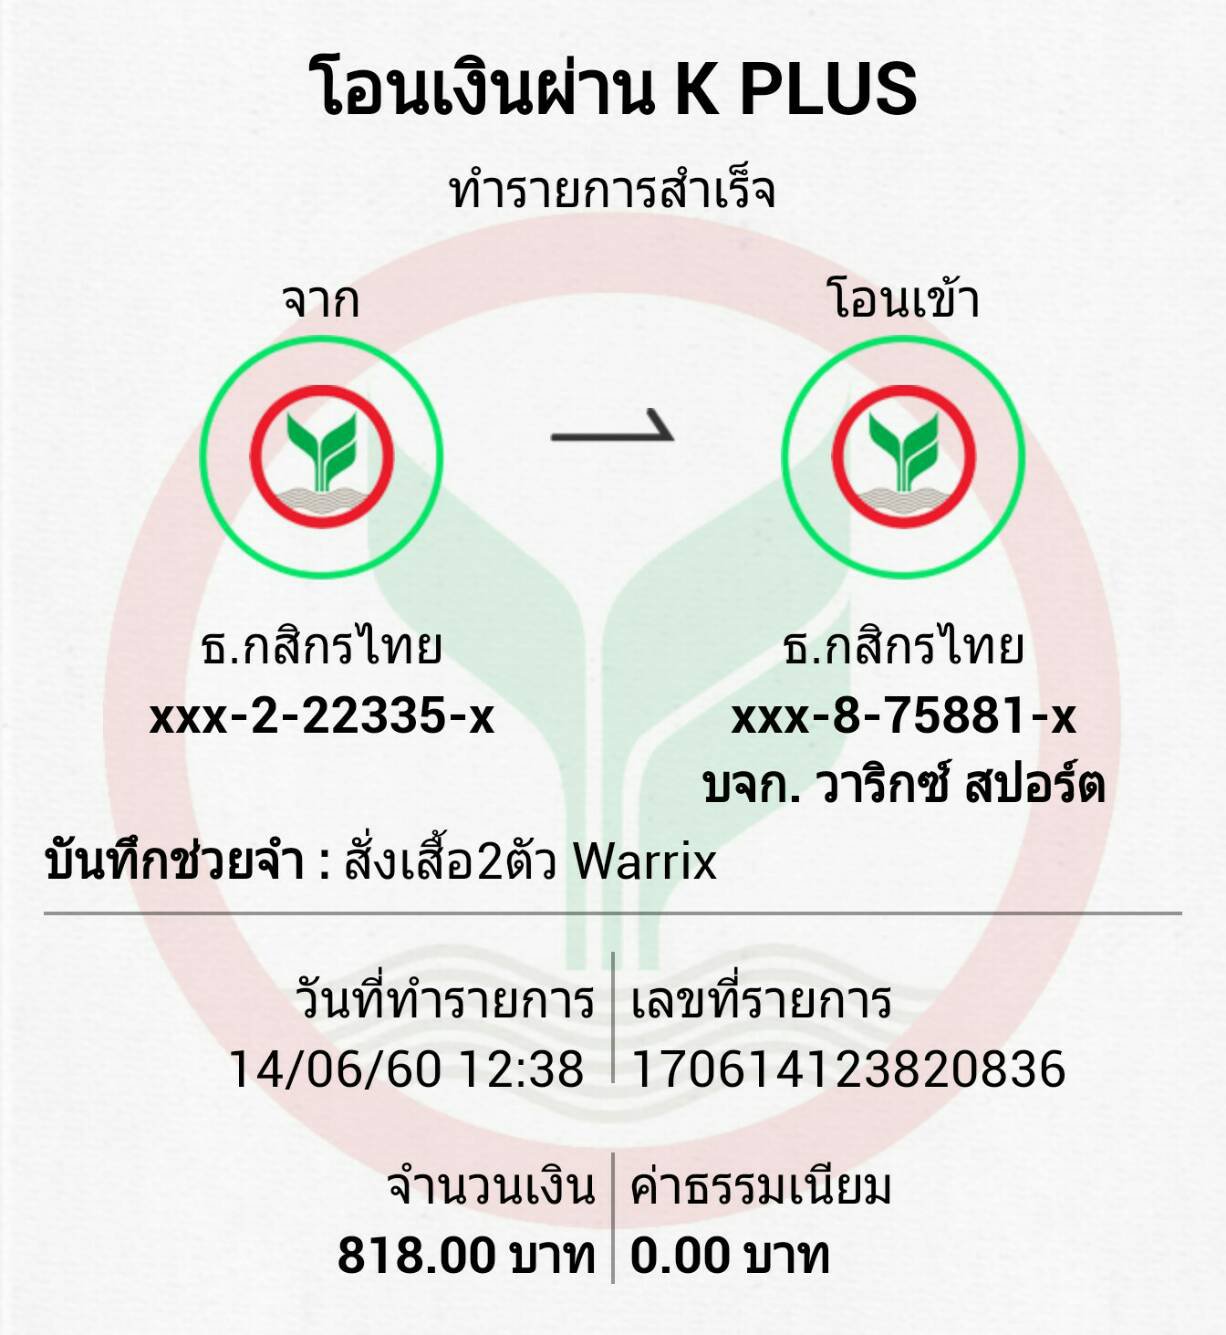 โอนเงินผ่าน K PLUS
ทำรายการสำเร็จ
จาก
โอนเข้า
ธ.กสิกรไทย
xxx-2-22335-x
ธ.กสิกรไทย
xxx-8-75881-x
บจก. วาริกซ์ สปอร์ต
บันทึกช่วยจำ : สั่งเสื้อ2ตัว Warrix
วันที่ทำรายการ
14/06/60 12:38
เลขที่รายการ
170614123820836
จำนวนเงิน
818.00 บาท
ค่าธรรมเนียม
0.00 บาท